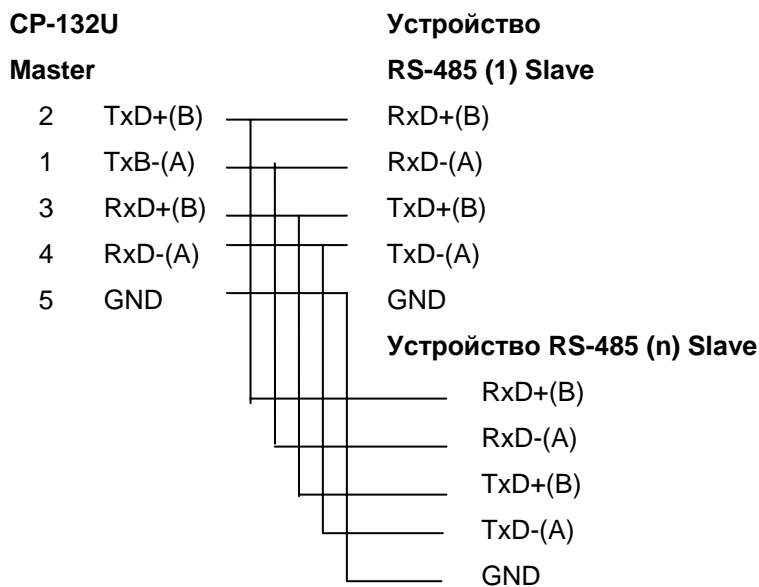 CP-132U Устройство
Master RS-485 (1) Slave
2 TxD+(B) RxD+(B)
1 TxB-(A) RxD-(A)
3 RxD+(B) TxD+(B)
4 RxD-(A) TxD-(A)
5 GND GND
Устройство RS-485 (n) Slave
RxD+(B)
RxD-(A)
TxD+(B)
TxD-(A)
GND